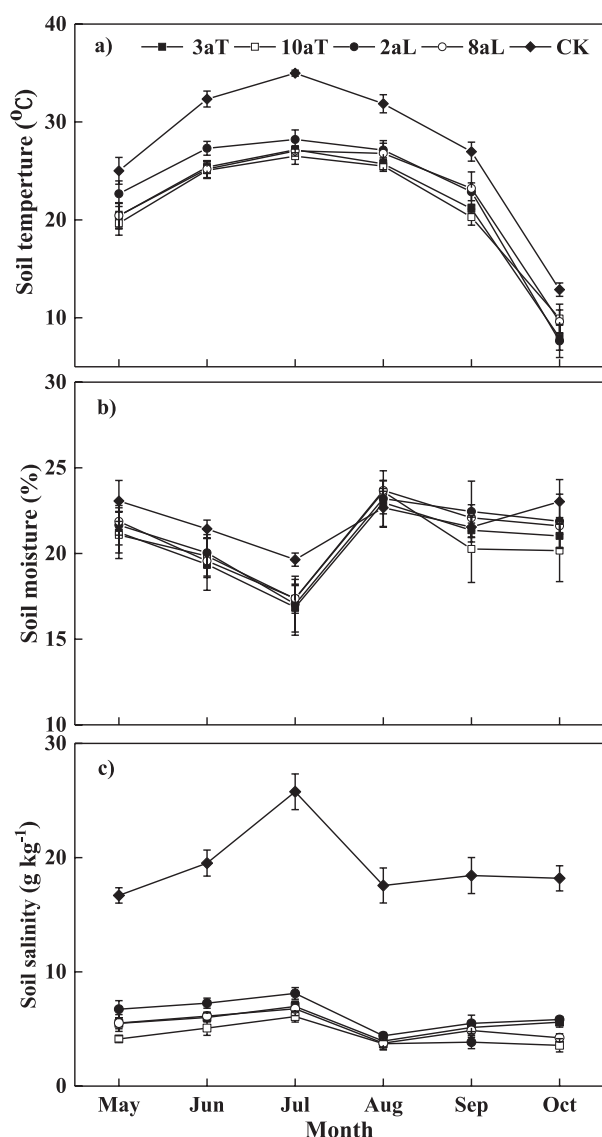 40
a) 3aT 10aT 2aL 8aL CK
30
20
10
Soil temperture (⁰C)
30
b)
25
20
15
10
Soil moisture (%)
30
c)
20
10
0
Soil salinity (g kg⁻¹)
May Jun Jul Aug Sep Oct
Month